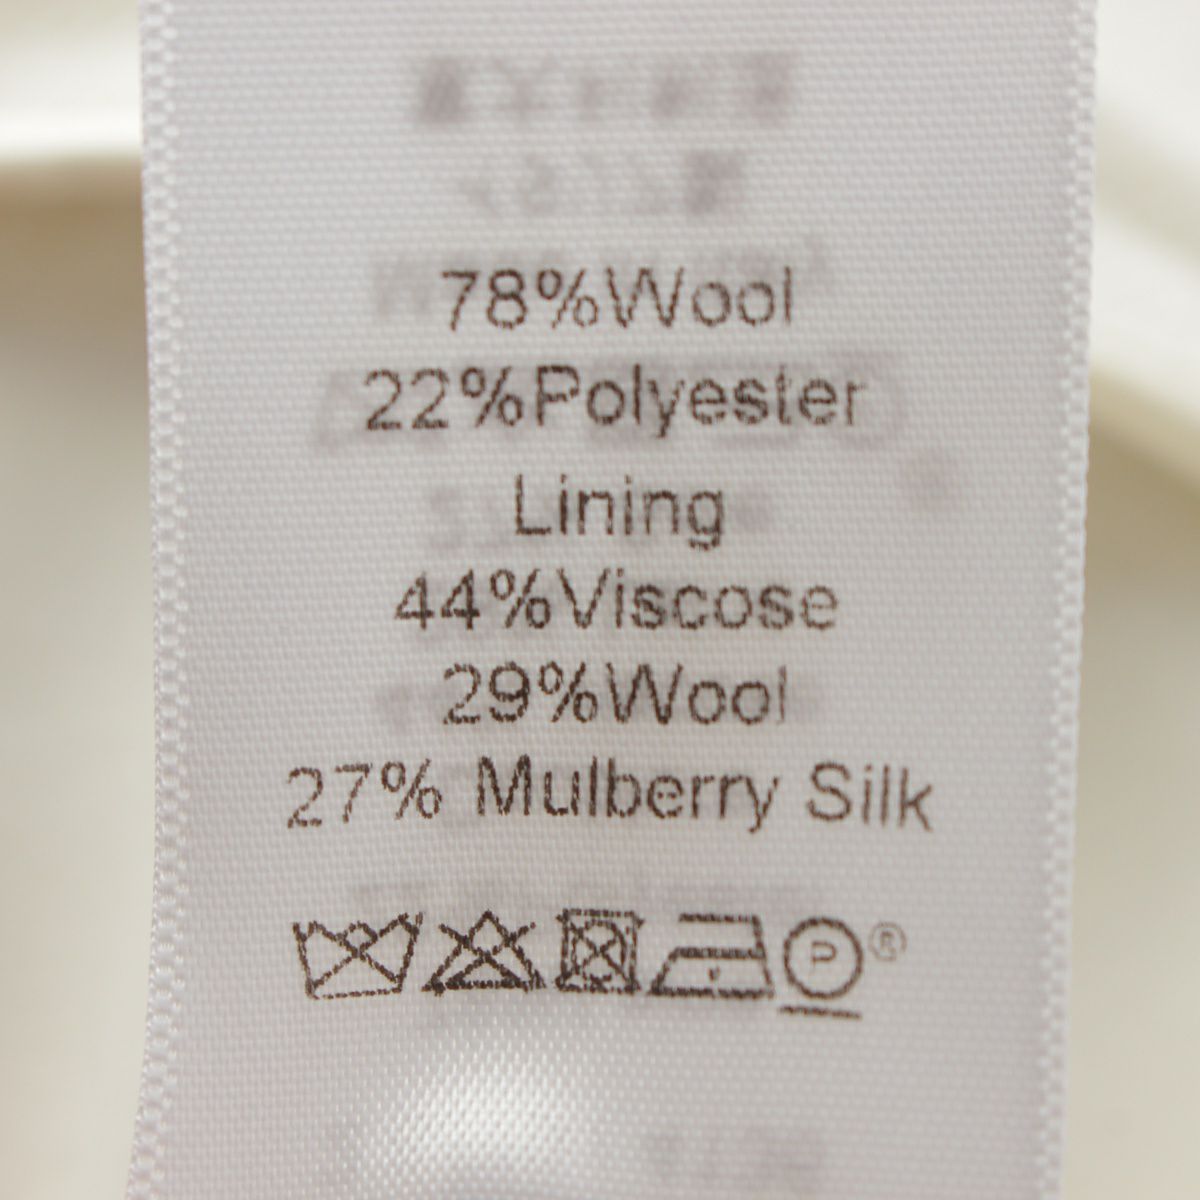 78%Wool
22%Polyester
Lining
44%Viscose
29%Wool
27% Mulberry Silk
P ®